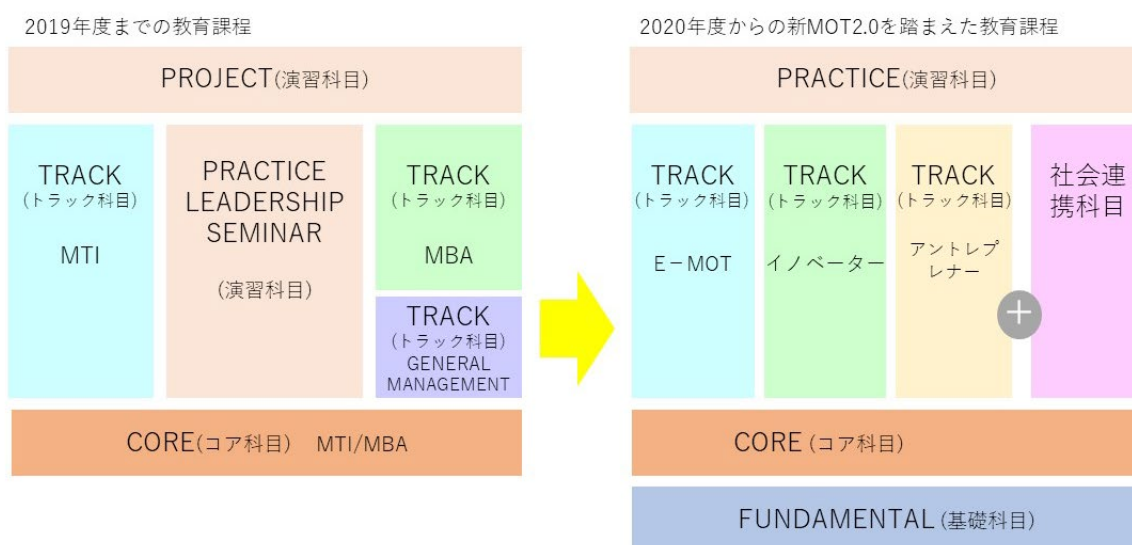 2019年度までの教育課程
PROJECT(演習科目)
TRACK
(トラック科目)
MTI
PRACTICE
LEADERSHIP
SEMINAR
(演習科目)
TRACK
(トラック科目)
MBA
TRACK
(トラック科目)
GENERAL
MANAGEMENT
CORE(コア科目) MTI/MBA
2020年度からの新MOT2.0を踏まえた教育課程
PRACTICE(演習科目)
TRACK
(トラック科目)
E－MOT
TRACK
(トラック科目)
イノベーター
TRACK
(トラック科目)
アントレプ
レナー
+
社会連
携科目
CORE (コア科目)
FUNDAMENTAL (基礎科目)